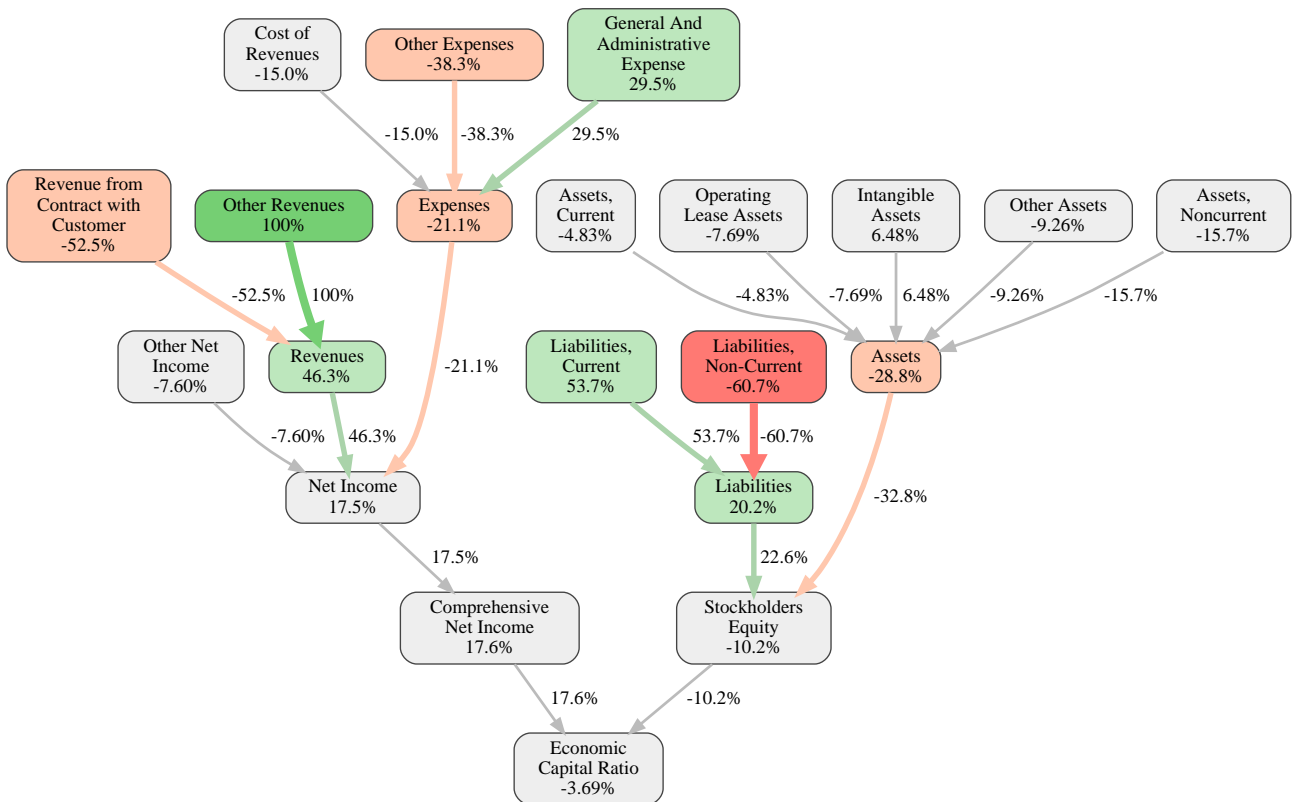 Cost of
Revenues
-15.0%
Other Expenses
-38.3%
General And
Administrative
Expense
29.5%
-15.0%
-38.3%
29.5%
Revenue from
Contract with
Customer
-52.5%
Other Revenues
100%
Expenses
-21.1%
Assets,
Current
-4.83%
Operating
Lease Assets
-7.69%
Intangible
Assets
6.48%
Other Assets
-9.26%
Assets,
Noncurrent
-15.7%
-52.5%
100%
-4.83%
-7.69%
6.48%
-9.26%
-15.7%
Other Net
Income
-7.60%
Revenues
46.3%
-21.1%
Liabilities,
Current
53.7%
Liabilities,
Non-Current
-60.7%
Assets
-28.8%
-7.60%
46.3%
53.7%
-60.7%
Net Income
17.5%
Liabilities
20.2%
-32.8%
17.5%
22.6%
Comprehensive
Net Income
17.6%
Stockholders
Equity
-10.2%
17.6%
-10.2%
Economic
Capital Ratio
-3.69%